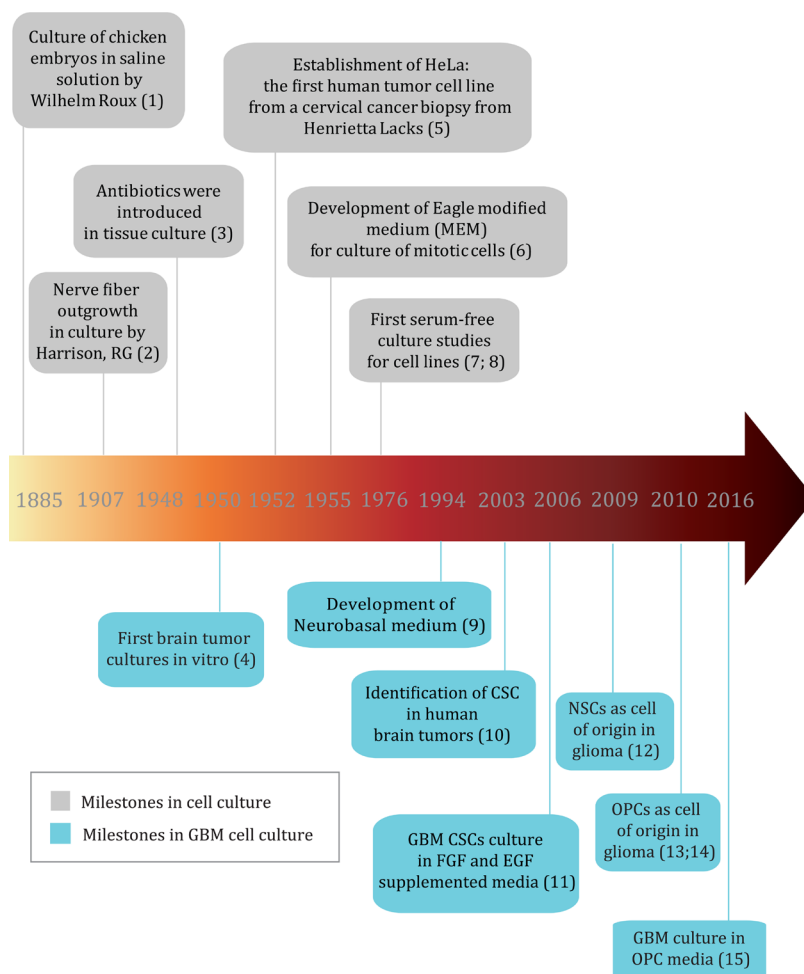 Culture of chicken
embryos in saline
solution by
Wilhelm Roux (1)
Establishment of HeLa:
the first human tumor cell line
from a cervical cancer biopsy from
Henrietta Lacks (5)
Antibiotics were
introduced
in tissue culture (3)
Development of Eagle modified
medium (MEM)
for culture of mitotic cells (6)
Nerve fiber
outgrowth
in culture by
Harrison, RG (2)
First serum-free
culture studies
for cell lines (7; 8)
1885 1907 1948 1950 1952 1955 1976 1994 2003 2006 2009 2010 2016
First brain tumor
cultures in vitro (4)
Development of
Neurobasal medium (9)
Identification of CSC
in human
brain tumors (10)
NSCs as cell
of origin in
glioma (12)
Milestones in cell culture
Milestones in GBM cell culture
GBM CSCs culture
in FGF and EGF
supplemented media (11)
OPCs as cell
of origin in
glioma (13;14)
GBM culture in
OPC media (15)